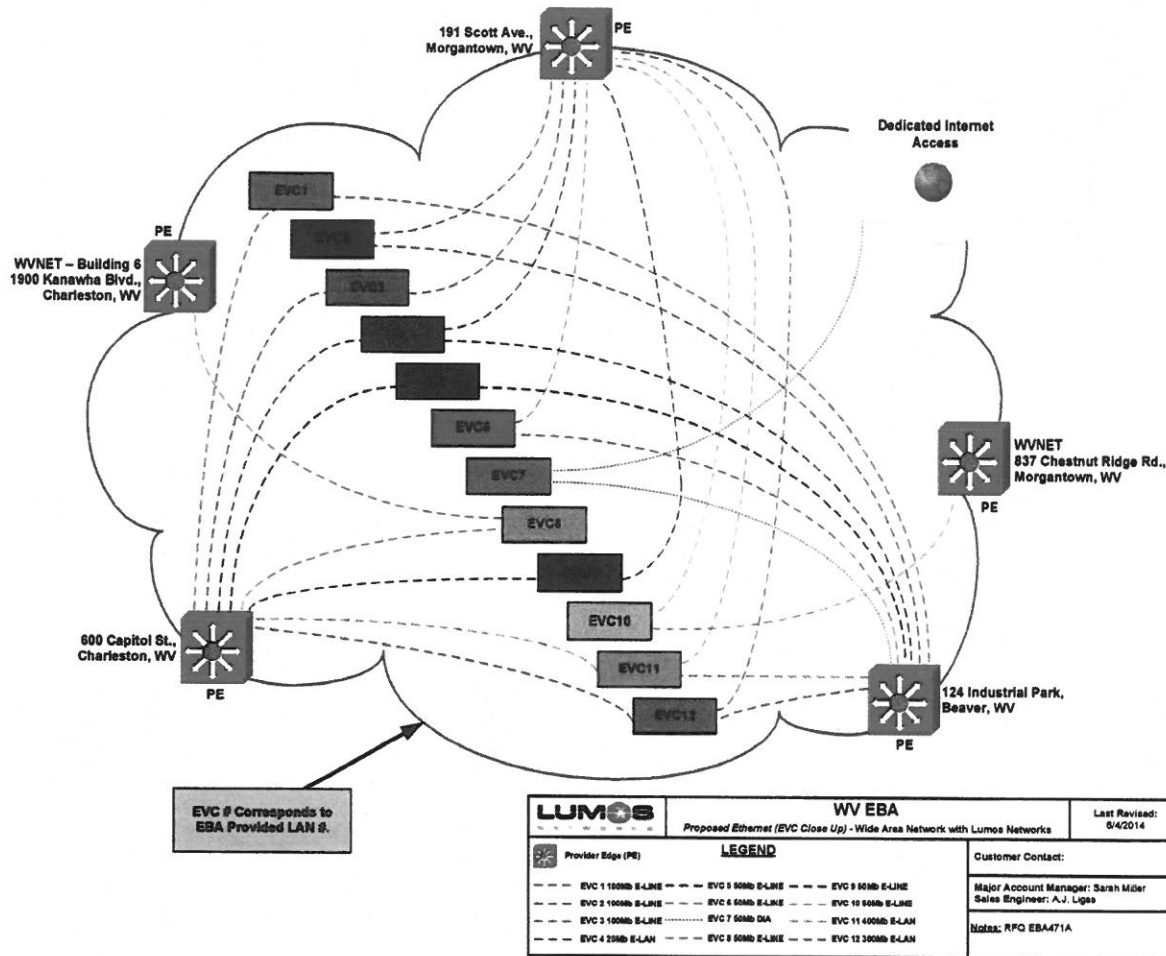 191 Scott Ave.,
Morgantown, WV
PE
Dedicated Internet
Access
EVC1
PE
WVNET – Building 6
1900 Kanawha Blvd.,
Charleston, WV
EVC3
EVC6
WVNET
837 Chestnut Ridge Rd.,
Morgantown, WV
PE
EVC7
EVC8
EVC10
600 Capitol St.,
Charleston, WV
PE
EVC11
EVC12
124 Industrial Park,
Beaver, WV
PE
EVC # Corresponds to
EBA Provided LAN #.
LUMOS
NETWORKS
WV EBA
Proposed Ethernet (EVC Close Up) - Wide Area Network with Lumos Networks
Last Revised:
6/4/2014
LEGEND
Provider Edge (PE)
EVC 1 100Mb E-LINE
EVC 2 100Mb E-LINE
EVC 3 100Mb E-LINE
EVC 4 20Mb E-LAN
EVC 5 50Mb E-LINE
EVC 6 50Mb E-LINE
EVC 7 50Mb DIA
EVC 8 50Mb E-LINE
EVC 9 50Mb E-LINE
EVC 10 50Mb E-LINE
EVC 11 400Mb E-LAN
EVC 12 300Mb E-LAN
Customer Contact:
Major Account Manager: Sarah Miller
Sales Engineer: A.J. Ligas
Notes: RFQ EBA471A